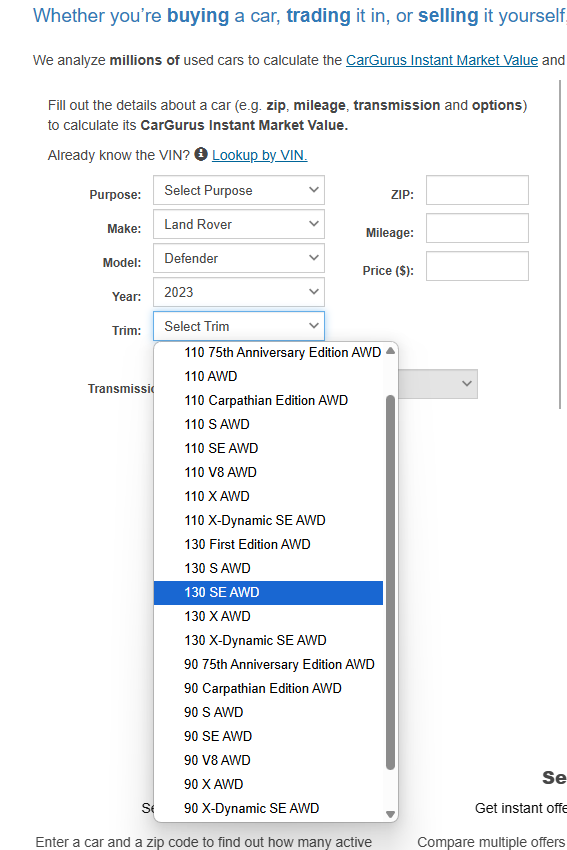 Whether you're buying a car, trading it in, or selling it yourself,
We analyze millions of used cars to calculate the CarGurus Instant Market Value and
Fill out the details about a car (e.g. zip, mileage, transmission and options)
to calculate its CarGurus Instant Market Value.
Already know the VIN? Lookup by VIN.
Purpose: Select Purpose
ZIP:
Make: Land Rover
Mileage:
Model: Defender
Price ($):
Year: 2023
Trim: Select Trim
110 75th Anniversary Edition AWD
110 AWD
Transmissio
110 Carpathian Edition AWD
110 S AWD
110 SE AWD
110 V8 AWD
110 X AWD
110 X-Dynamic SE AWD
130 First Edition AWD
130 S AWD
130 SE AWD
130 X AWD
130 X-Dynamic SE AWD
90 75th Anniversary Edition AWD
90 Carpathian Edition AWD
90 S AWD
90 SE AWD
90 V8 AWD
90 X AWD
90 X-Dynamic SE AWD
Se
Se
Get instant offe
Enter a car and a zip code to find out how many active
Compare multiple offers